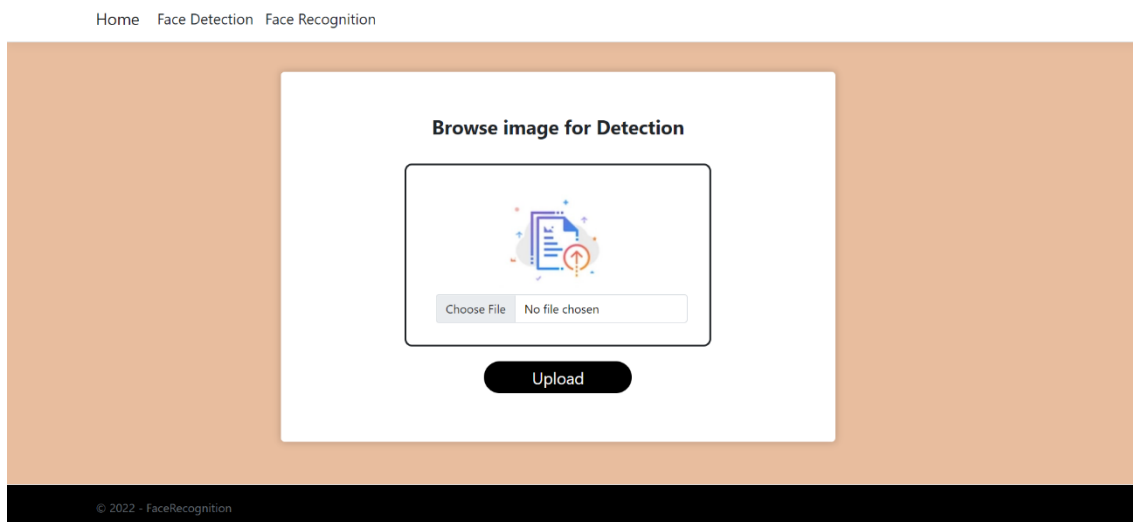 Home Face Detection Face Recognition
Browse image for Detection
Choose File No file chosen
Upload
© 2022 - FaceRecognition